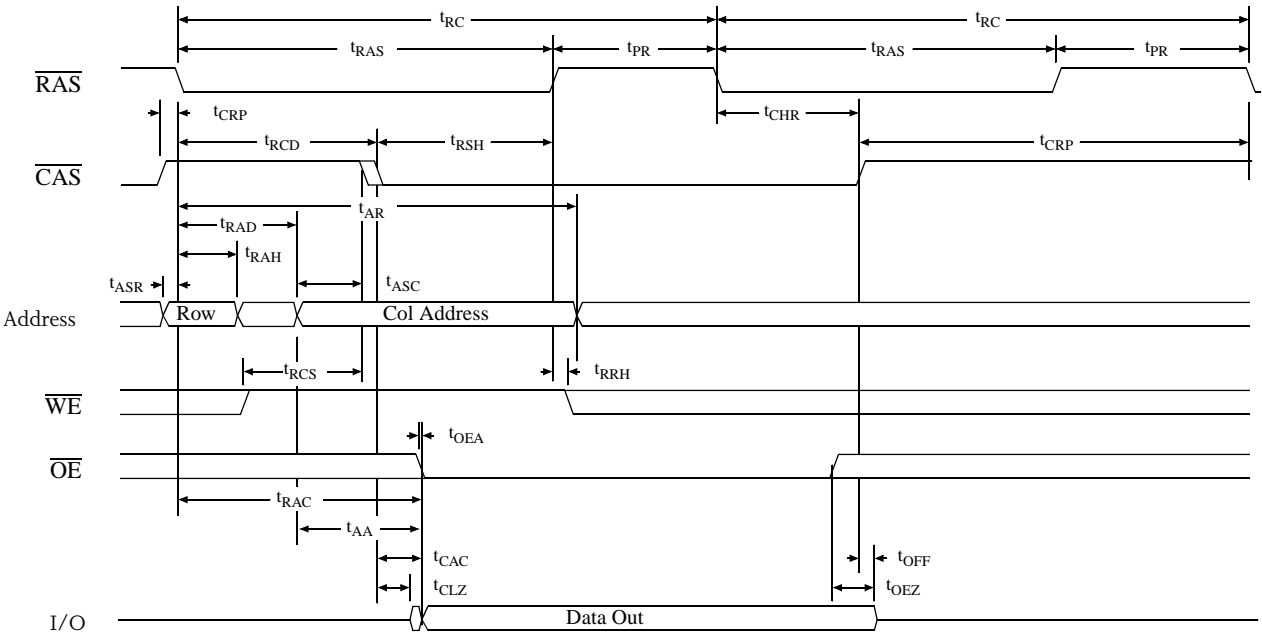 tRC tRC
tRAS tPR tRAS tPR
RAS
tCRP tCHR
tRCD tRSH tCRP
CAS
tAR
tRAD
tRAH
tASR tASC
Address Row Col Address
tRCS tRRH
WE
tOEA
OE
tRAC
tAA
tCAC tOFF
tCLZ tOEZ
I/O Data Out